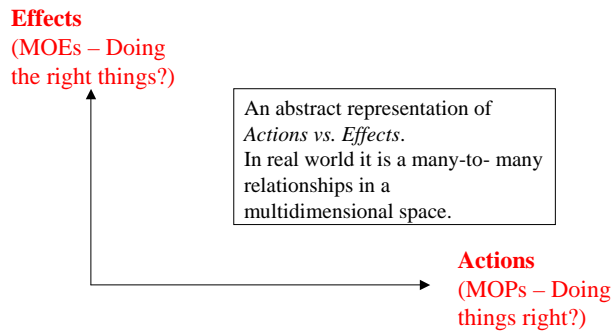 Effects
(MOEs – Doing
the right things?)
An abstract representation of
Actions vs. Effects.
In real world it is a many-to- many
relationships in a
multidimensional space.
Actions
(MOPs – Doing
things right?)